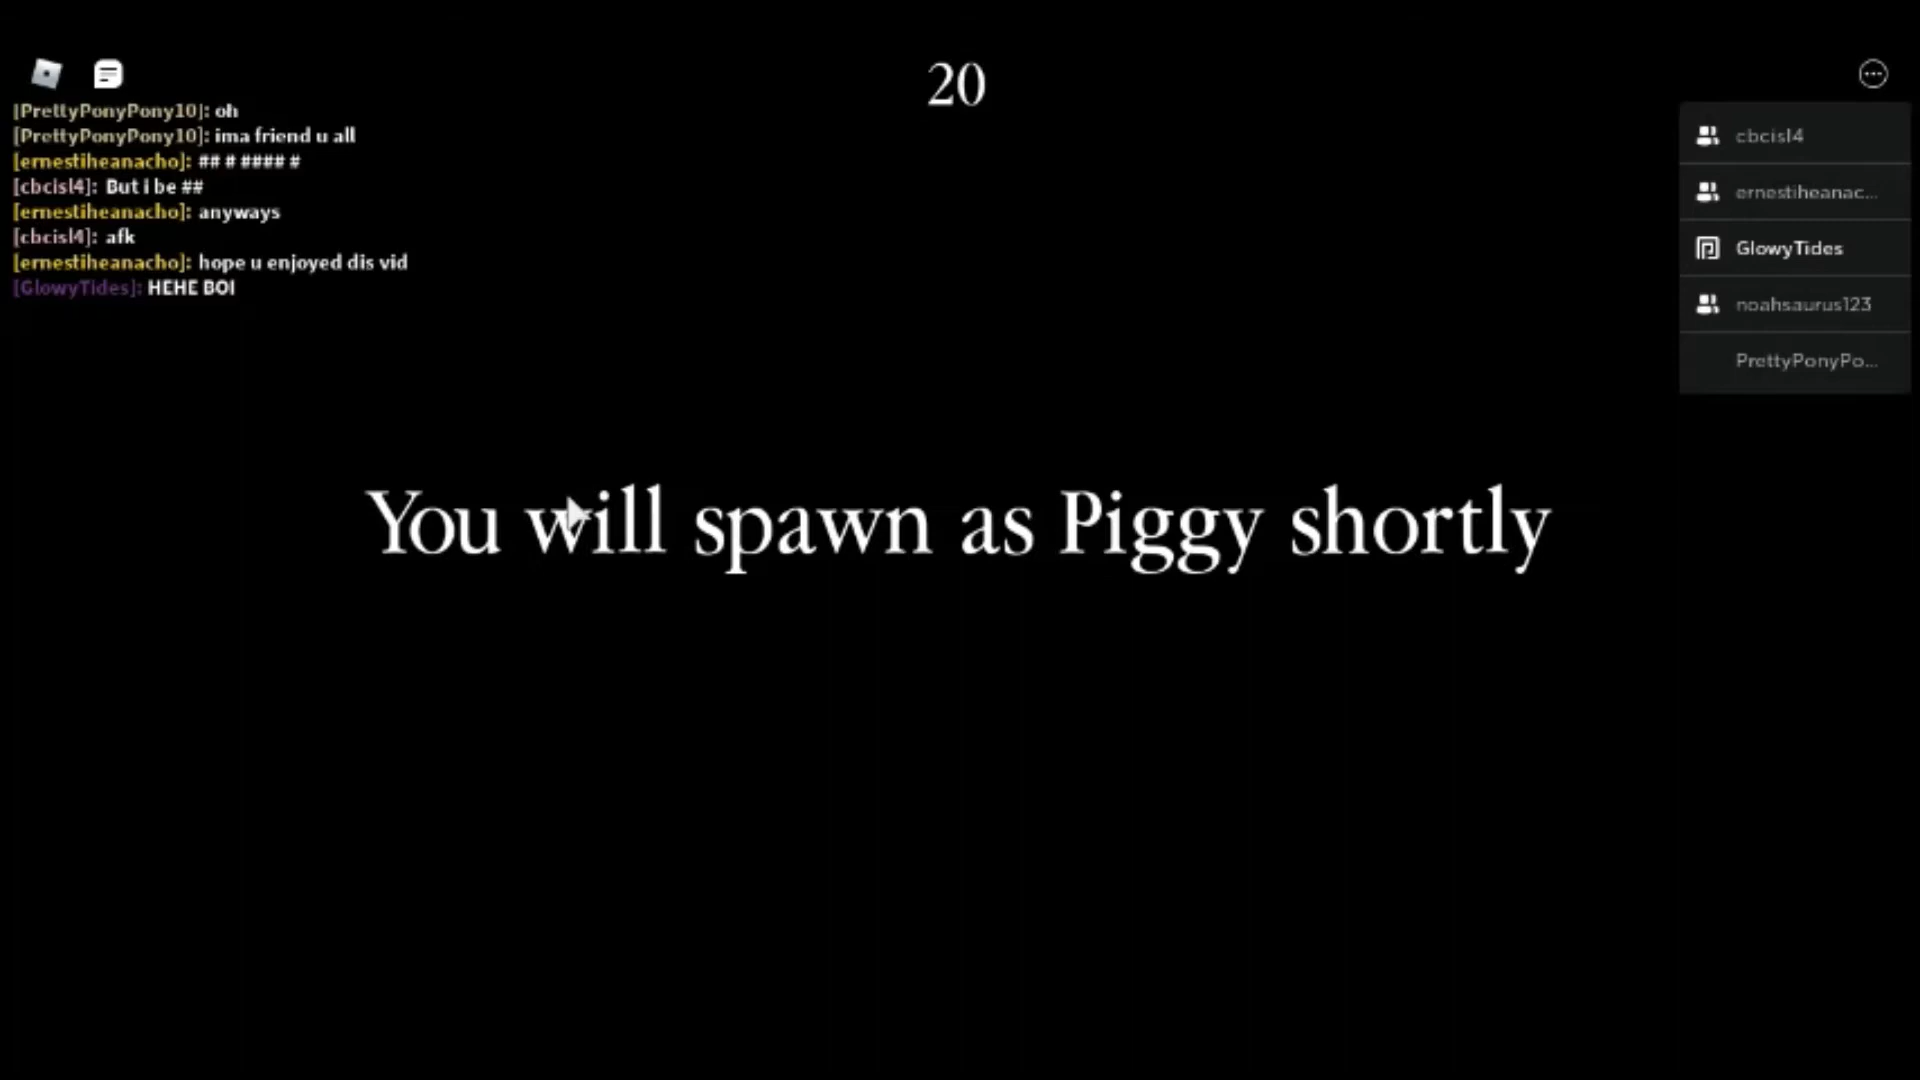 20
[PrettyPonyPony10]: oh
[PrettyPonyPony10]: ima friend u all
[ernestiheanacho]: ## # #### #
[cbcisl4]: But i be ##
[ernestiheanacho]: anyways
[cbcisl4]: afk
[ernestiheanacho]: hope u enjoyed dis vid
[GlowyTides]: HEHE BOI
cbcisl4
ernestiheanac...
GlowyTides
noahsaurus123
PrettyPonyPo...
You will spawn as Piggy shortly